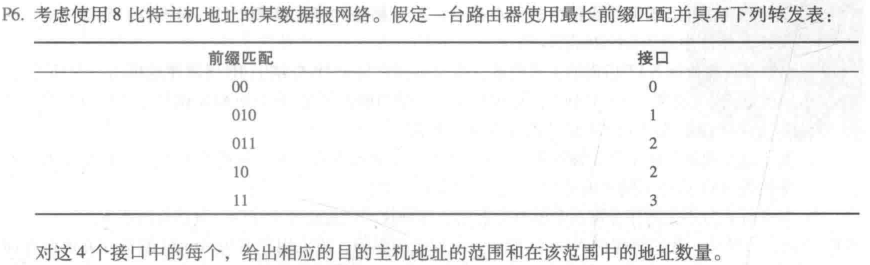 P6. 考虑使用8比特主机地址的某数据报网络。假定一台路由器使用最长前缀匹配并具有下列转发表：
前缀匹配 接口
00 0
010 1
011 2
10 2
11 3
对这4个接口中的每个，给出相应的目的主机地址的范围和在该范围中的地址数量。